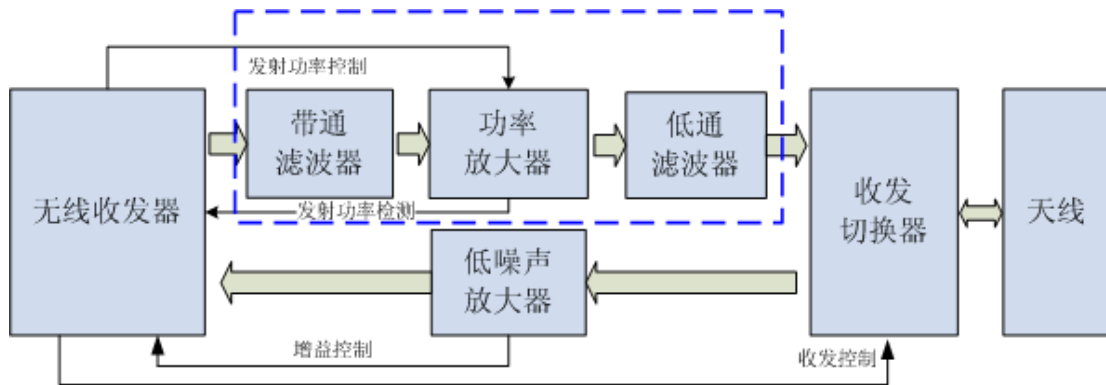 发射功率控制
无线收发器
带通
滤波器
功率
放大器
低通
滤波器
收发
切换器
天线
发射功率检测
低噪声
放大器
增益控制
收发控制